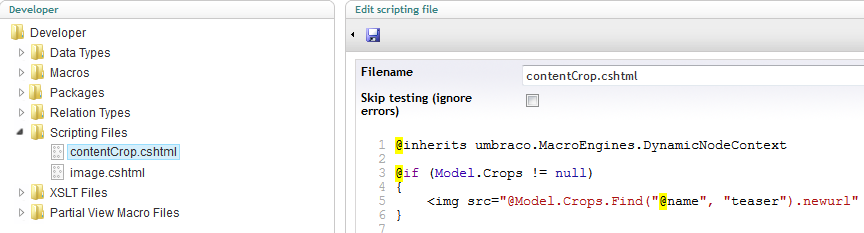 Developer
Developer
Data Types
Macros
Packages
Relation Types
Scripting Files
contentCrop.cshtml
image.cshtml
XSLT Files
Partial View Macro Files
Edit scripting file
Filename
contentCrop.cshtml
Skip testing (ignore
errors)
1 @inherits umbraco.MacroEngines.DynamicNodeContext
2
3 @if (Model.Crops != null)
4 {
5 <img src="@Model.Crops.Find("@name", "teaser").newurl"
6 }
7